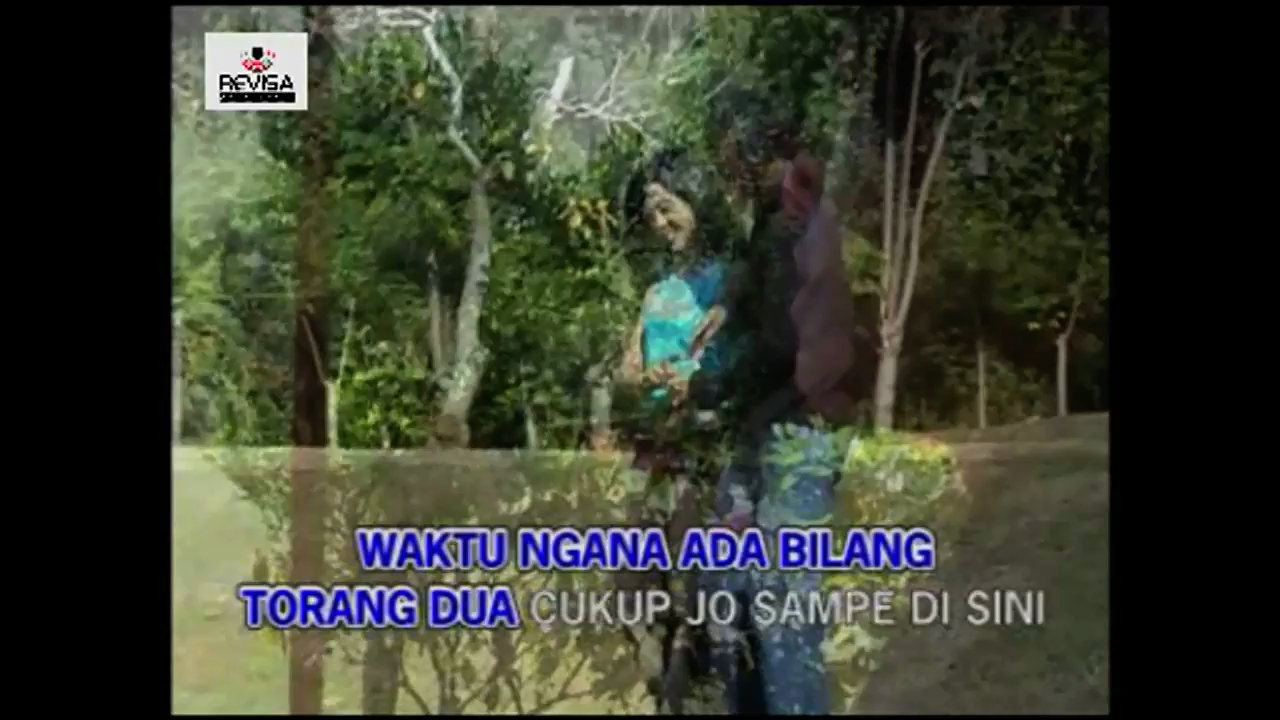 REVISA
WAKTU NGANA ADA BILANG
TORANG DUA CUKUP JO SAMPE DI SINI